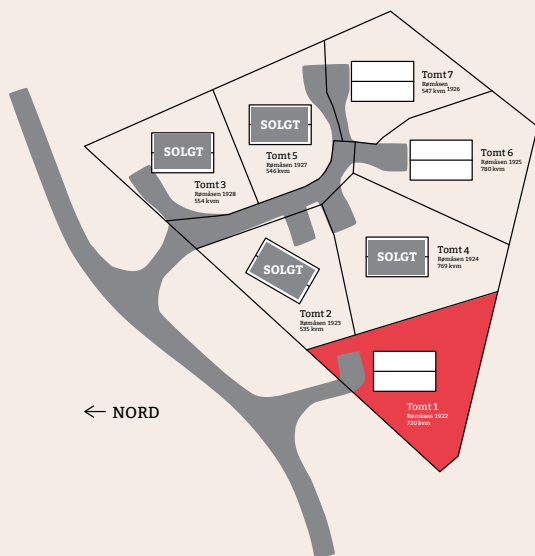 Tomt 7
Rømåsen 1926
547 kvm
SOLGT
Tomt 5
Rømåsen 1927
546 kvm
SOLGT
Tomt 3
Rømåsen 1928
554 kvm
Tomt 6
Rømåsen 1925
780 kvm
SOLGT
Tomt 4
Rømåsen 1924
769 kvm
SOLGT
Tomt 2
Rømåsen 1923
535 kvm
Tomt 1
Rømåsen 1922
720 kvm
← NORD